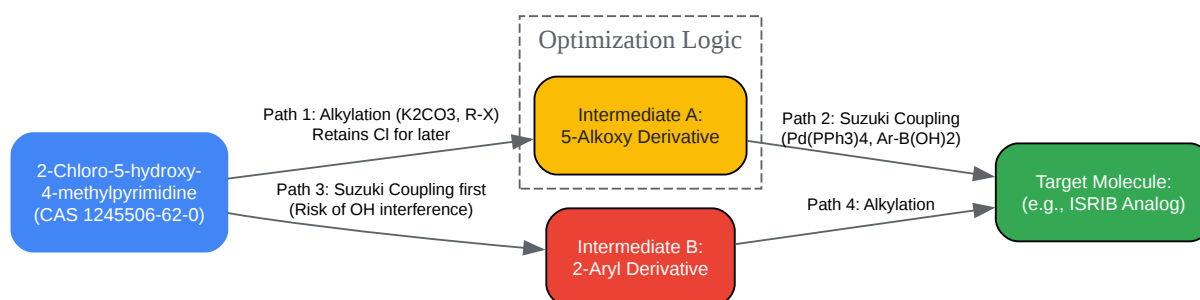 Optimization Logic
2-Chloro-5-hydroxy-
4-methylpyrimidine
(CAS 1245506-62-0)
Path 1: Alkylation (K2CO3, R-X)
Retains Cl for later
Intermediate A:
5-Alkoxy Derivative
Path 2: Suzuki Coupling
(Pd(PPh3)4, Ar-B(OH)2)
Path 3: Suzuki Coupling first
(Risk of OH interference)
Intermediate B:
2-Aryl Derivative
Path 4: Alkylation
Target Molecule:
(e.g., ISRIB Analog)